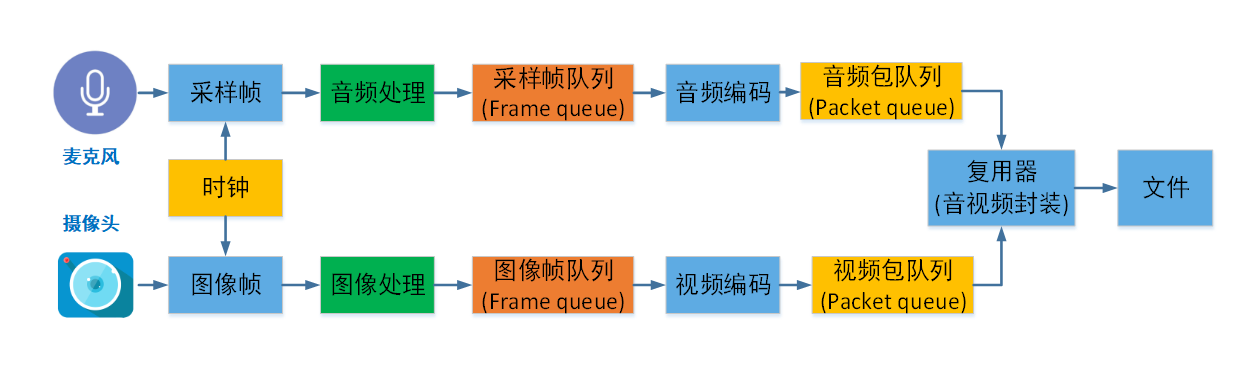 麦克风
采样帧
音频处理
采样帧队列
(Frame queue)
音频编码
音频包队列
(Packet queue)
时钟
复用器
(音视频封装)
文件
摄像头
图像帧
图像处理
图像帧队列
(Frame queue)
视频编码
视频包队列
(Packet queue)